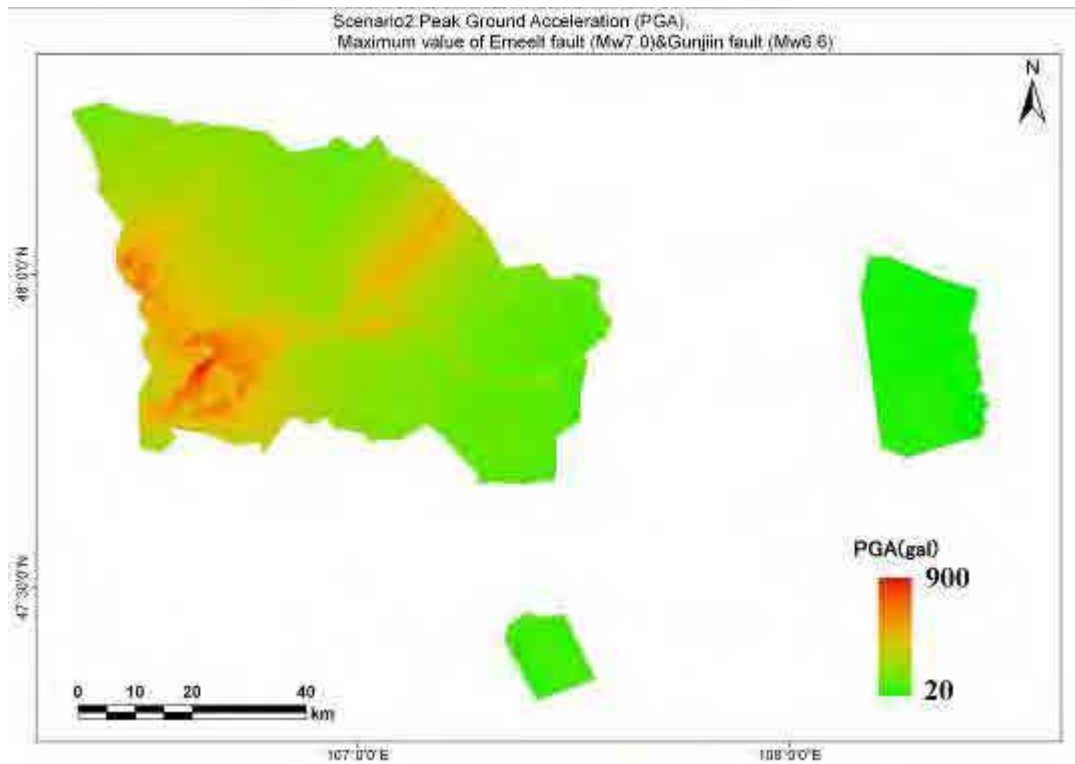 Scenario2:Peak Ground Acceleration (PGA),
Maximum value of Emeelt fault (Mw7.0)&Gunjiin fault (Mw6.6)
N
48°0'0"N
47°30'0"N
PGA(gal)
900
20
0 10 20 40
km
107°0'0"E
108°0'0"E